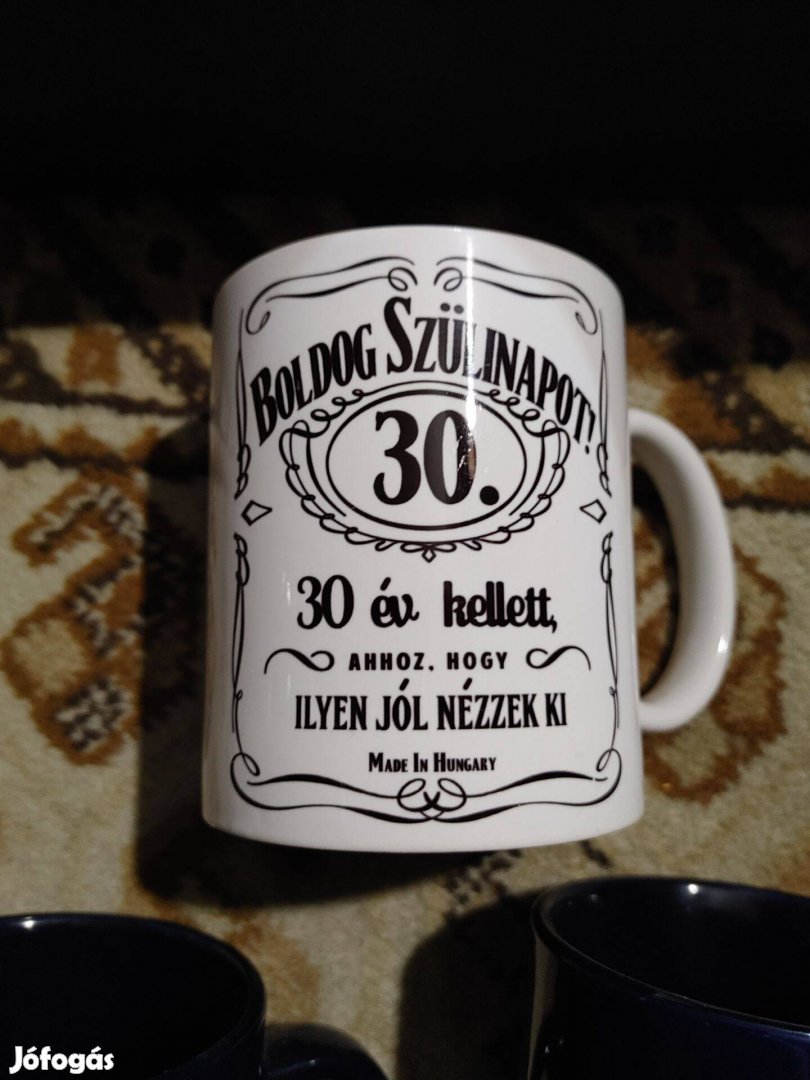 BOLDOG SZÜLINAPOT!
30.
30 év kellett,
AHHOZ, HOGY
ILYEN JÓL NÉZZEK KI
MADE IN HUNGARY
Jófogás